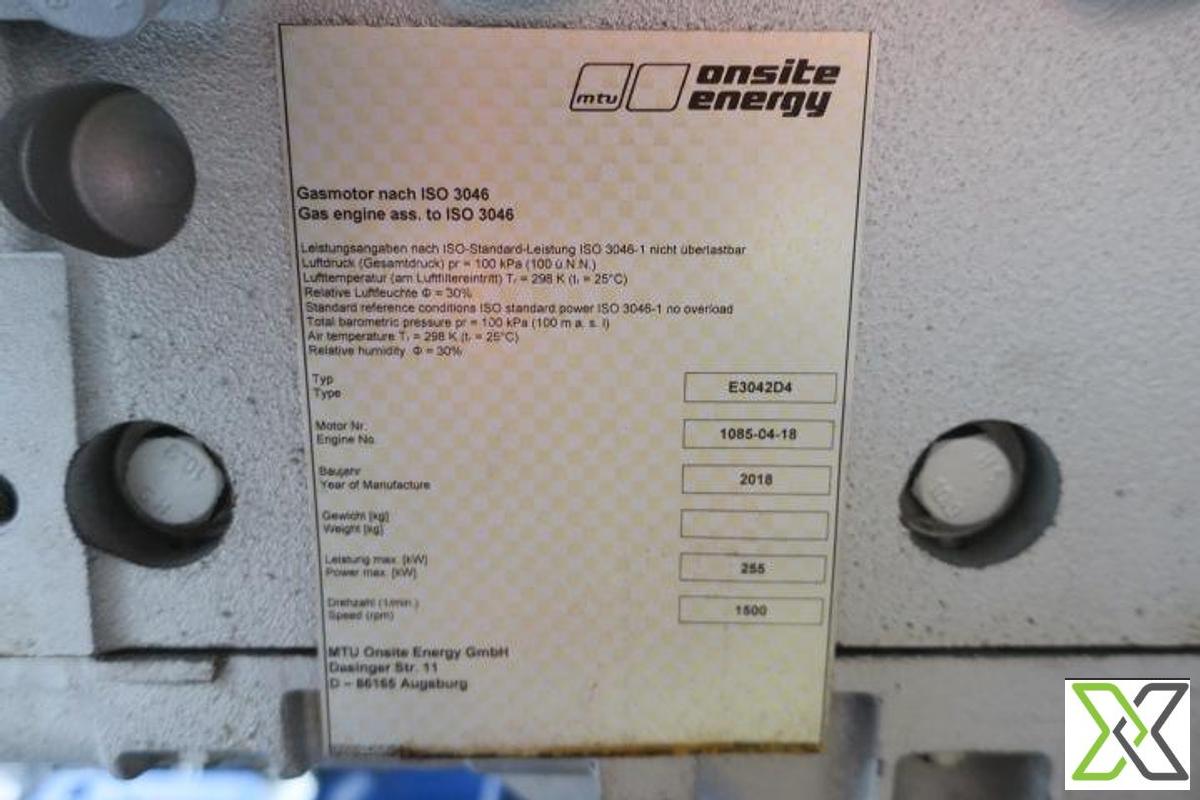 mtu onsite energy
Gasmotor nach ISO 3046
Gas engine ass. to ISO 3046
Leistungsangaben nach ISO-Standard-Leistung ISO 3046-1 nicht überlastbar
Luftdruck (Gesamtdruck) pr = 100 kPa (100 ü.N.N.)
Lufttemperatur (am Luftfiltereintritt) Tᵣ = 298 K (tᵣ = 25°C)
Relative Luftfeuchte Φ = 30%
Standard reference conditions ISO standard power ISO 3046-1 no overload
Total barometric pressure pr = 100 kPa (100 m a. s. l)
Air temperature Tᵣ = 298 K (tᵣ = 25°C)
Relative humidity Φ = 30%
Typ
Type
E3042D4
Motor Nr.
Engine No.
1085-04-18
Baujahr
Year of Manufacture
2018
Gewicht [kg]
Weight [kg]
Leistung max. [kW]
Power max. [kW]
255
Drehzahl (1/min.)
Speed (rpm)
1500
MTU Onsite Energy GmbH
Dasinger Str. 11
D – 86165 Augsburg